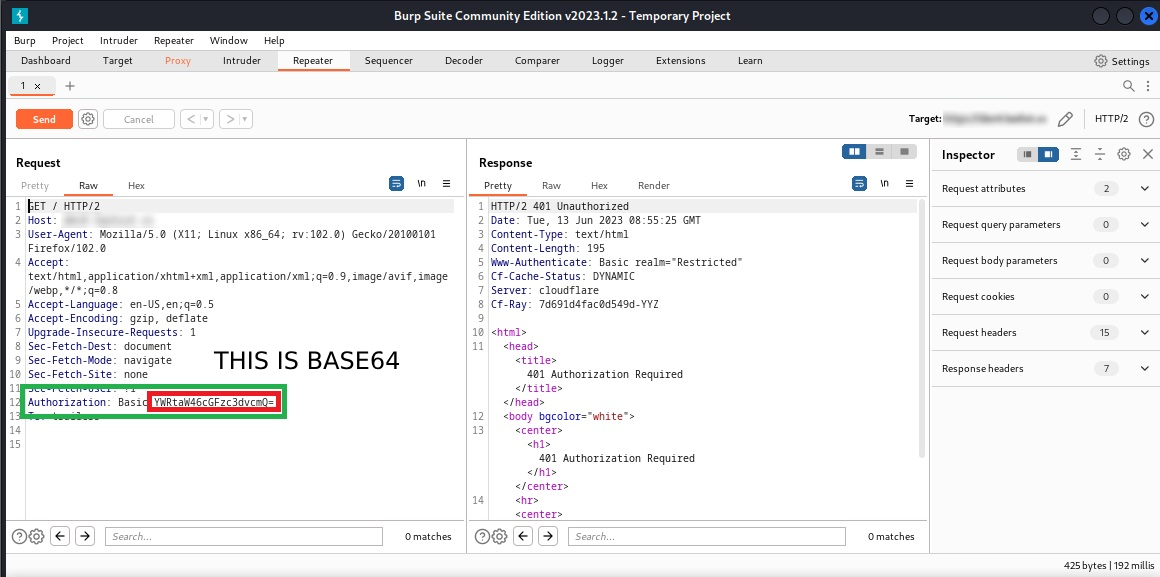 Burp Suite Community Edition v2023.1.2 - Temporary Project
Burp Project Intruder Repeater Window Help
Dashboard Target Proxy Intruder Repeater Sequencer Decoder Comparer Logger Extensions Learn Settings
1 × +
Send Cancel < > Target: HTTP/2
Request
Pretty Raw Hex \n
1 GET / HTTP/2
2 Host:
3 User-Agent: Mozilla/5.0 (X11; Linux x86_64; rv:102.0) Gecko/20100101
Firefox/102.0
4 Accept:
text/html,application/xhtml+xml,application/xml;q=0.9,image/avif,image
/webp,*/*;q=0.8
5 Accept-Language: en-US,en;q=0.5
6 Accept-Encoding: gzip, deflate
7 Upgrade-Insecure-Requests: 1
8 Sec-Fetch-Dest: document
9 Sec-Fetch-Mode: navigate
10 Sec-Fetch-Site: none
THIS IS BASE64
11 Sec-Fetch-User: ?1
12 Authorization: Basic YWRtaW46cGFzc3dvcmQ=
13 Te: trailers
14
15
Search... 0 matches
Response
Pretty Raw Hex Render \n
1 HTTP/2 401 Unauthorized
2 Date: Tue, 13 Jun 2023 08:55:25 GMT
3 Content-Type: text/html
4 Content-Length: 195
5 Www-Authenticate: Basic realm="Restricted"
6 Cf-Cache-Status: DYNAMIC
7 Server: cloudflare
8 Cf-Ray: 7d691d4fac0d549d-YYZ
9
10 <html>
11 <head>
<title>
401 Authorization Required
</title>
</head>
12 <body bgcolor="white">
13 <center>
<h1>
401 Authorization Required
</h1>
</center>
14 <hr>
<center>
Search... 0 matches
Inspector
Request attributes 2
Request query parameters 0
Request body parameters 0
Request cookies 0
Request headers 15
Response headers 7
425 bytes | 192 millis